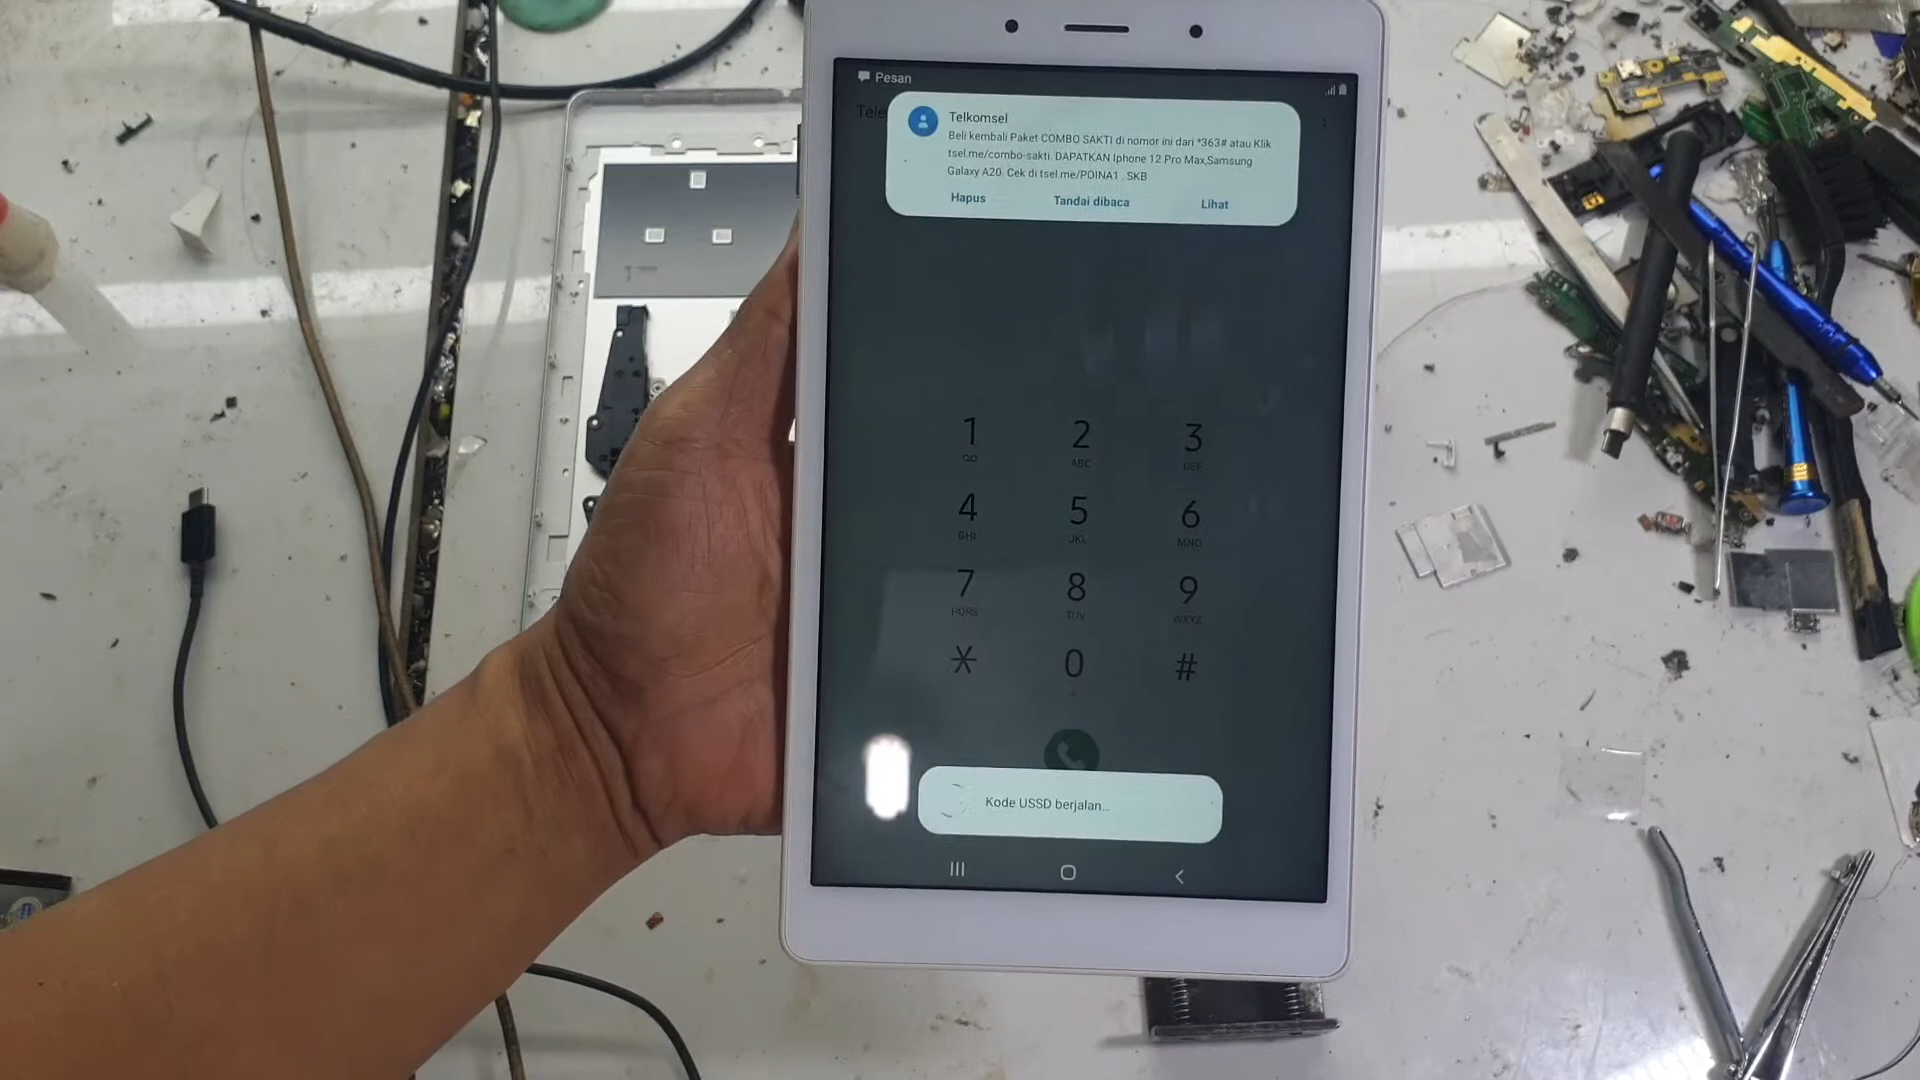 Pesan
Tele
Telkomsel
Beli kembali Paket COMBO SAKTI di nomor ini dari *363# atau Klik
tsel.me/combo-sakti. DAPATKAN Iphone 12 Pro Max,Samsung
Galaxy A20. Cek di tsel.me/POINA1 . SKB
Hapus Tandai dibaca Lihat
1 2 3
ABC DEF
4 5 6
GHI JKL MNO
7 8 9
PQRS TUV WXYZ
* 0 #
+
Kode USSD berjalan...